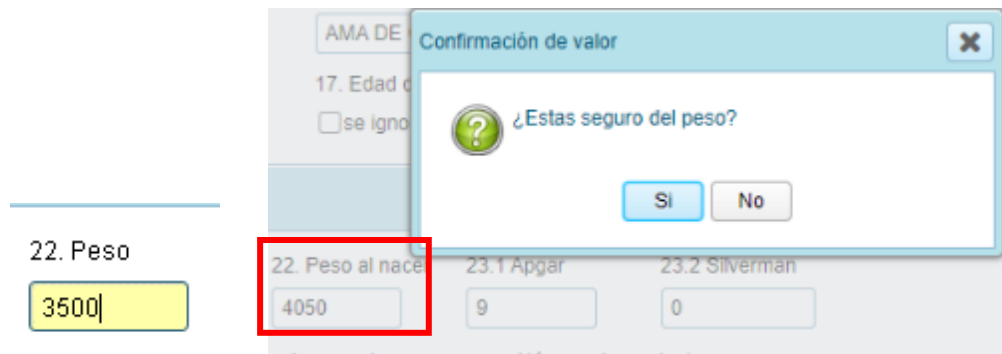 AMA DE
Confirmación de valor
17. Edad
se igno
¿Estas seguro del peso?
Si No
22. Peso
3500
22. Peso al nacer 23.1 Apgar 23.2 Silverman
4050 9 0